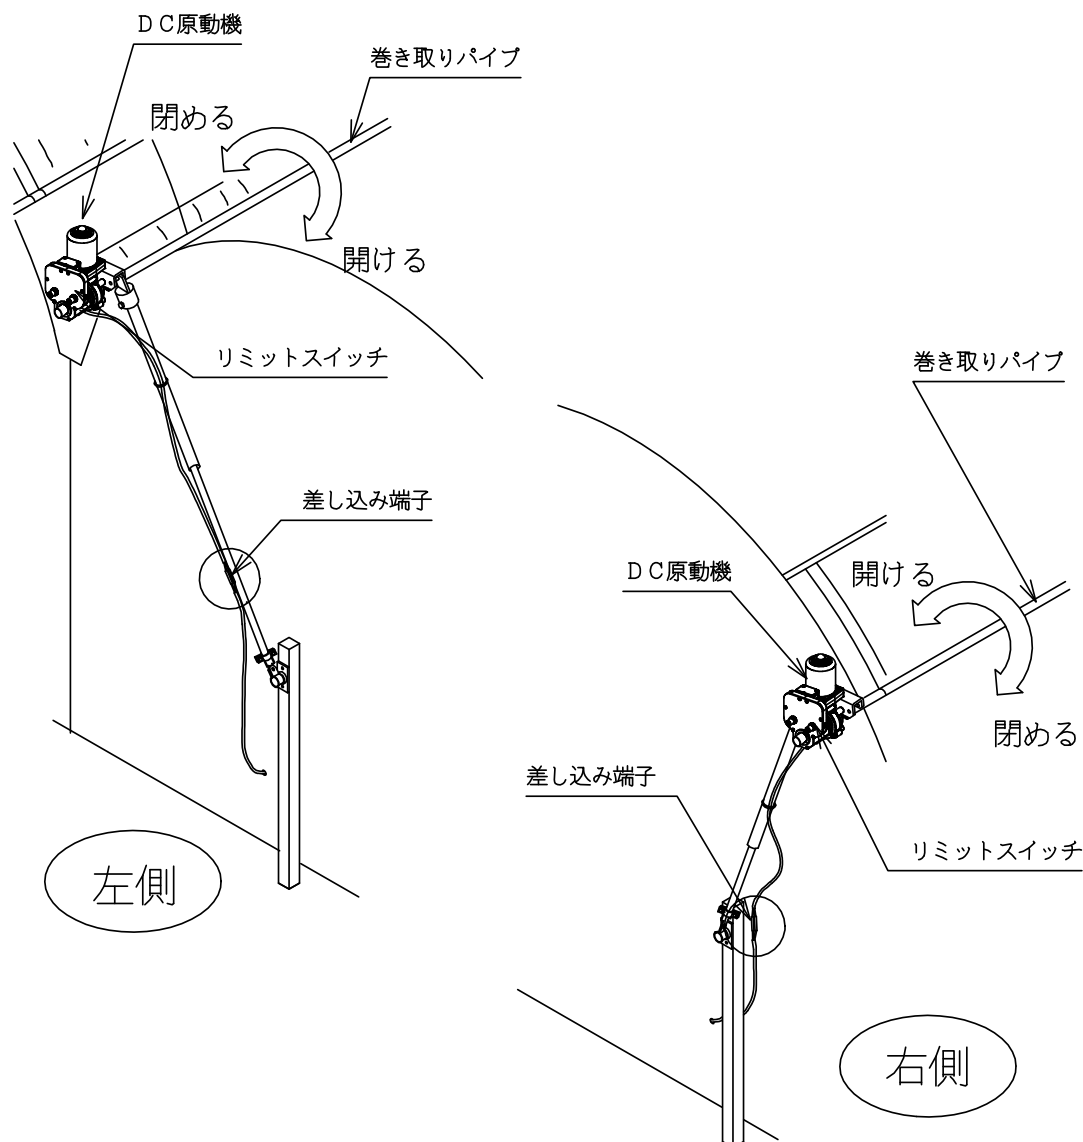 ＤＣ原動機
巻き取りパイプ
閉める
開ける
リミットスイッチ
差し込み端子
左側
巻き取りパイプ
ＤＣ原動機
開ける
閉める
差し込み端子
リミットスイッチ
右側